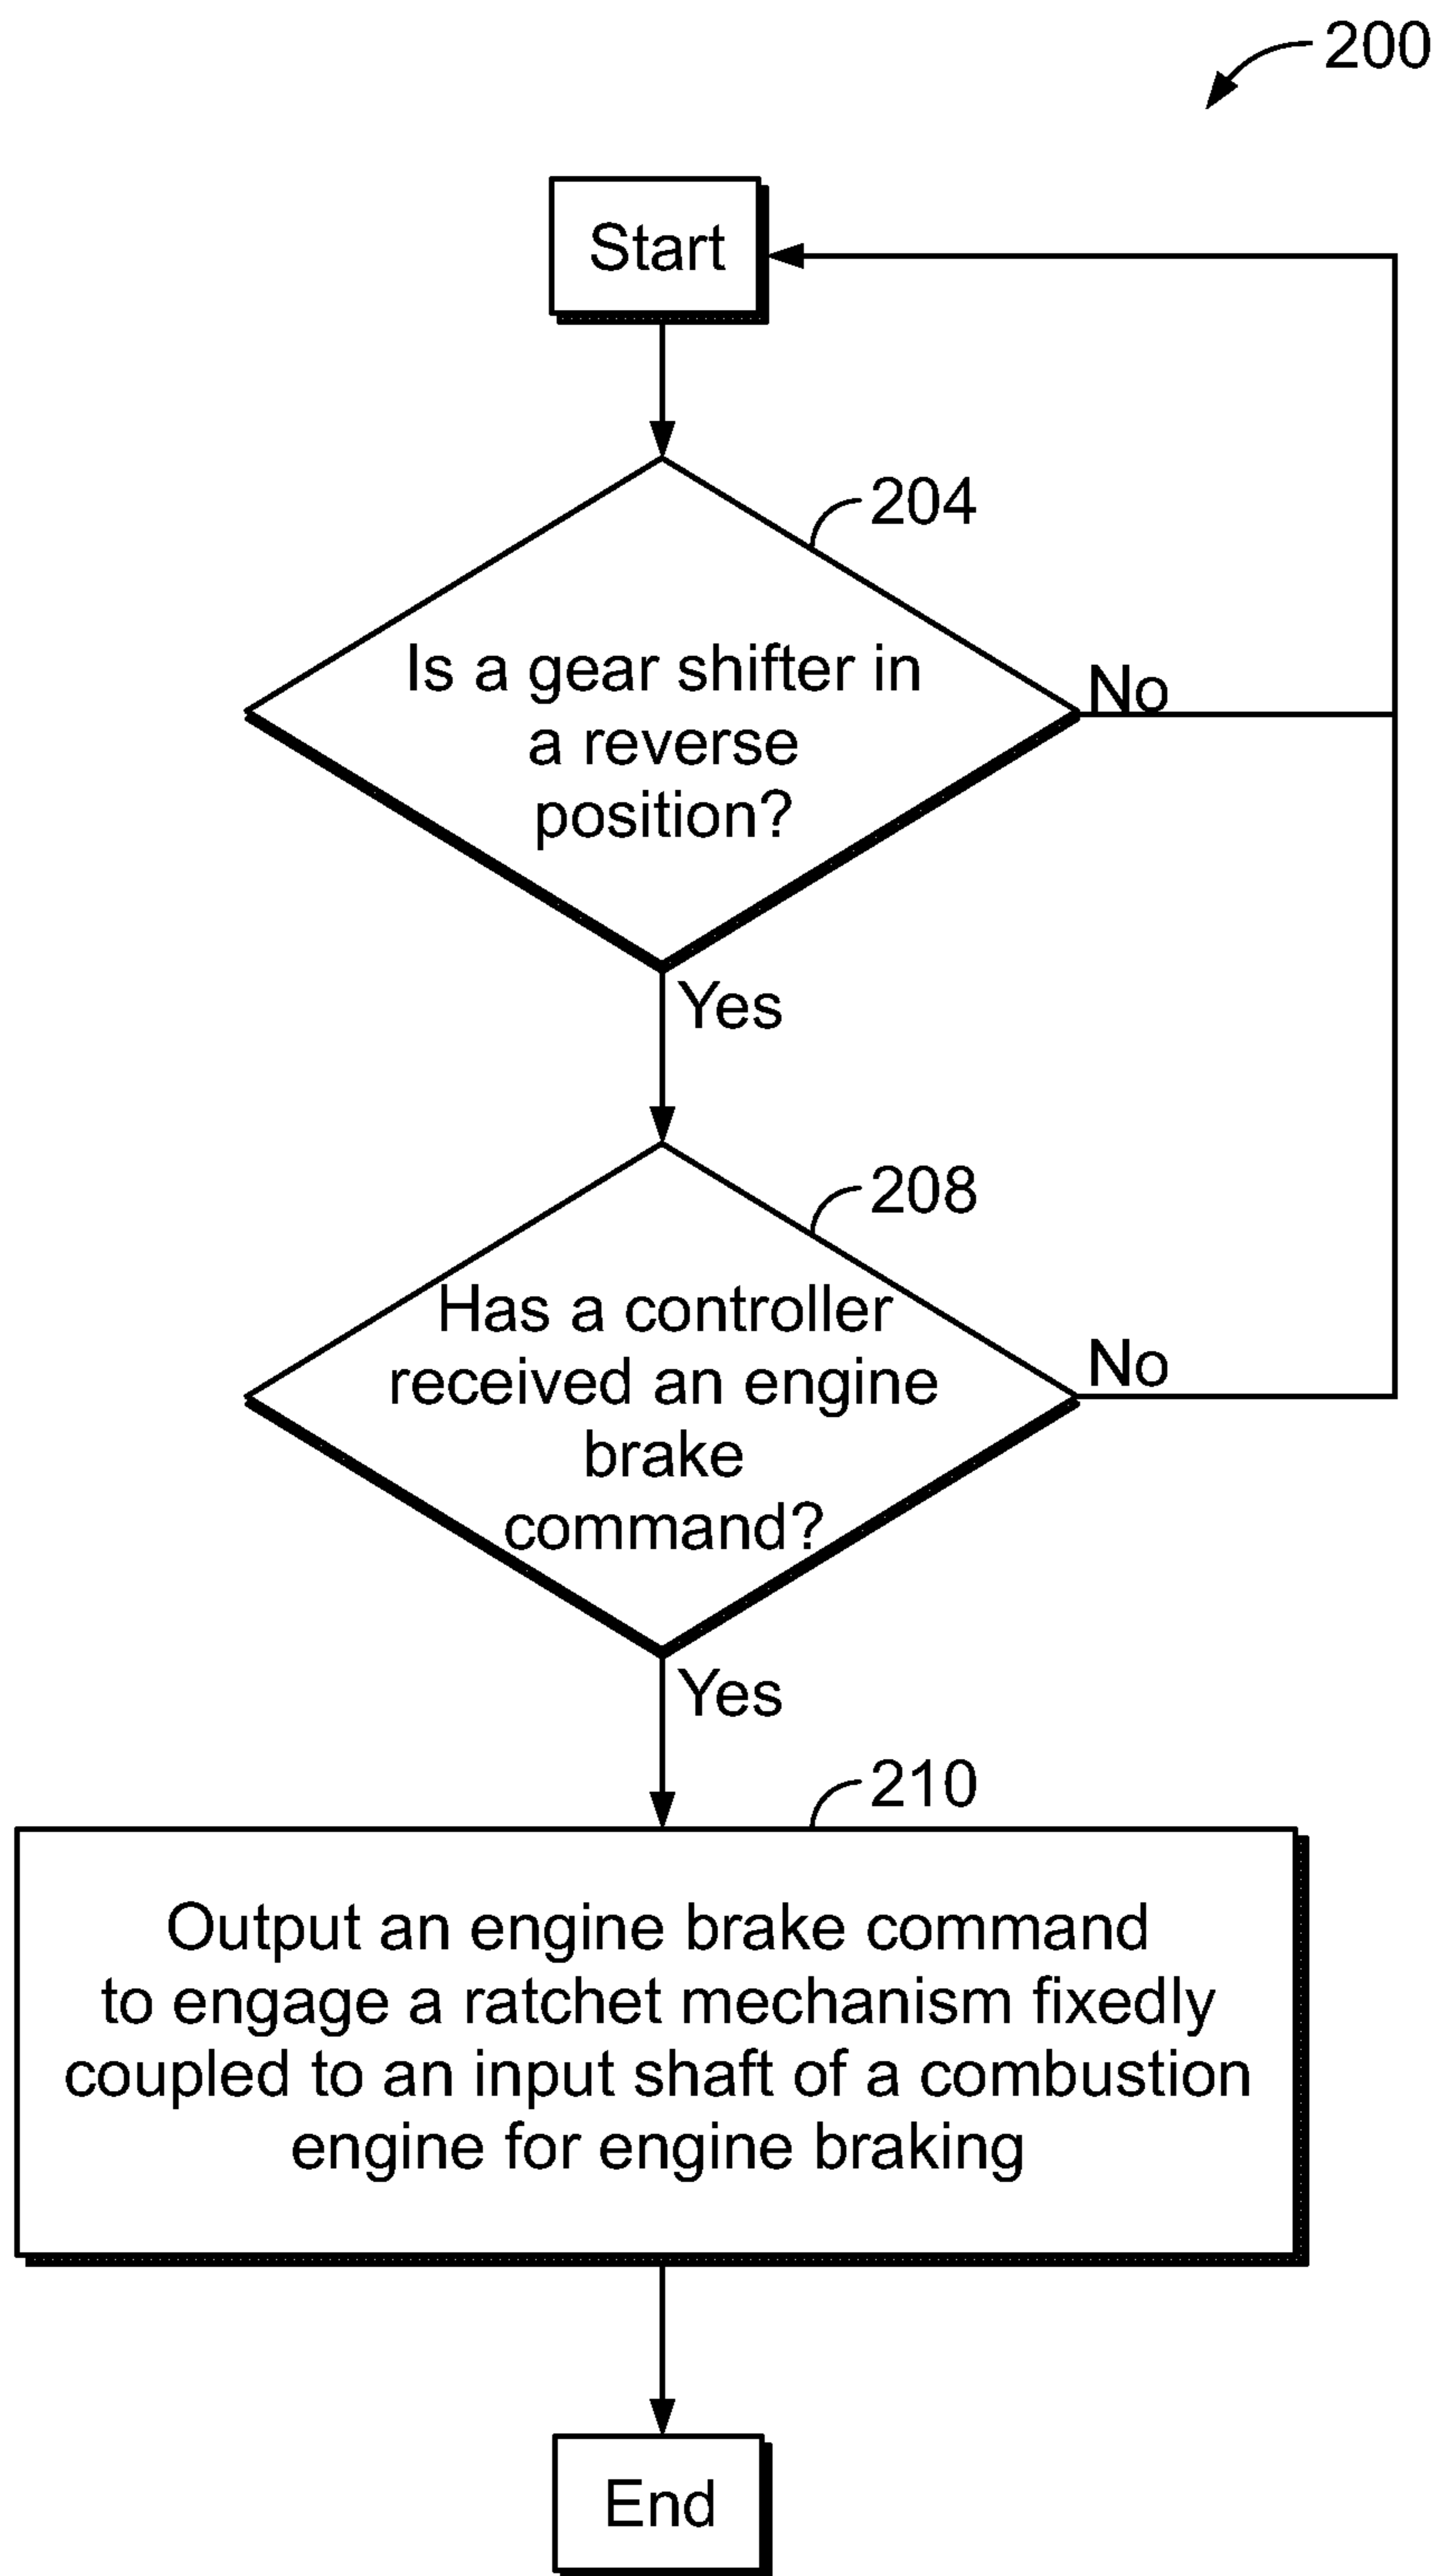 200
Start
204
Is a gear shifter in
a reverse
position?
No
Yes
208
Has a controller
received an engine
brake
command?
No
Yes
210
Output an engine brake command
to engage a ratchet mechanism fixedly
coupled to an input shaft of a combustion
engine for engine braking
End